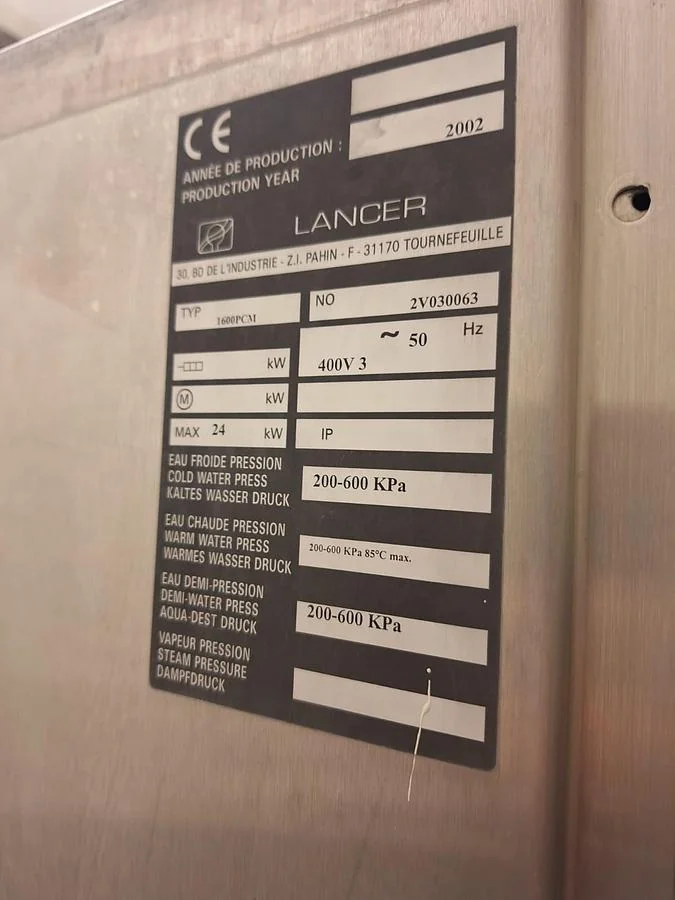 CE
2002
ANNÉE DE PRODUCTION :
PRODUCTION YEAR
LANCER
30, BD DE L'INDUSTRIE - Z.I. PAHIN - F - 31170 TOURNEFEUILLE
TYP 1600PCM
NO 2V030063
~ 50 Hz
400V 3
kW
M kW
MAX 24 kW
IP
EAU FROIDE PRESSION
COLD WATER PRESS
KALTES WASSER DRUCK
200-600 KPa
EAU CHAUDE PRESSION
WARM WATER PRESS
WARMES WASSER DRUCK
200-600 KPa 85°C max.
EAU DEMI-PRESSION
DEMI-WATER PRESS
AQUA-DEST DRUCK
200-600 KPa
VAPEUR PRESSION
STEAM PRESSURE
DAMPFDRUCK